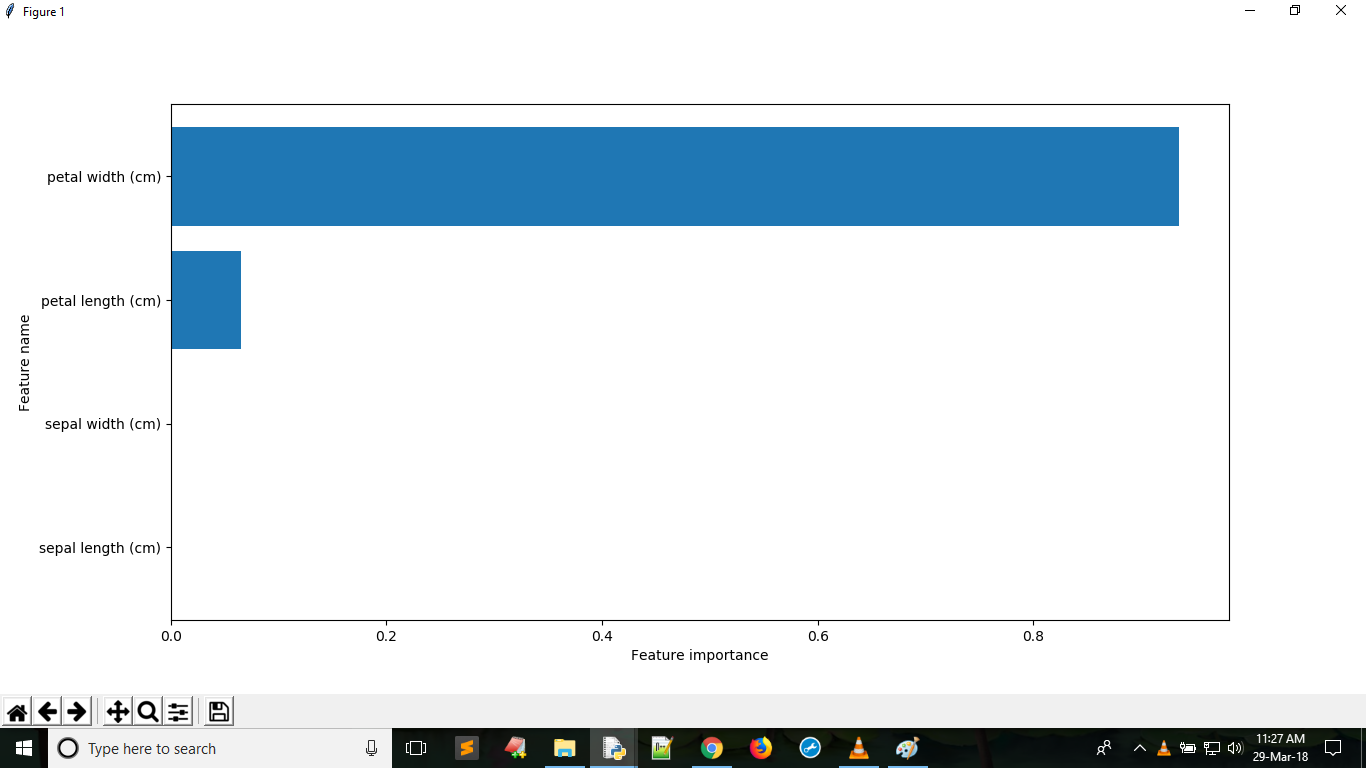 Figure 1
petal width (cm)
petal length (cm)
sepal width (cm)
sepal length (cm)
Feature name
0.0 0.2 0.4 0.6 0.8
Feature importance
Type here to search
11:27 AM
29-Mar-18